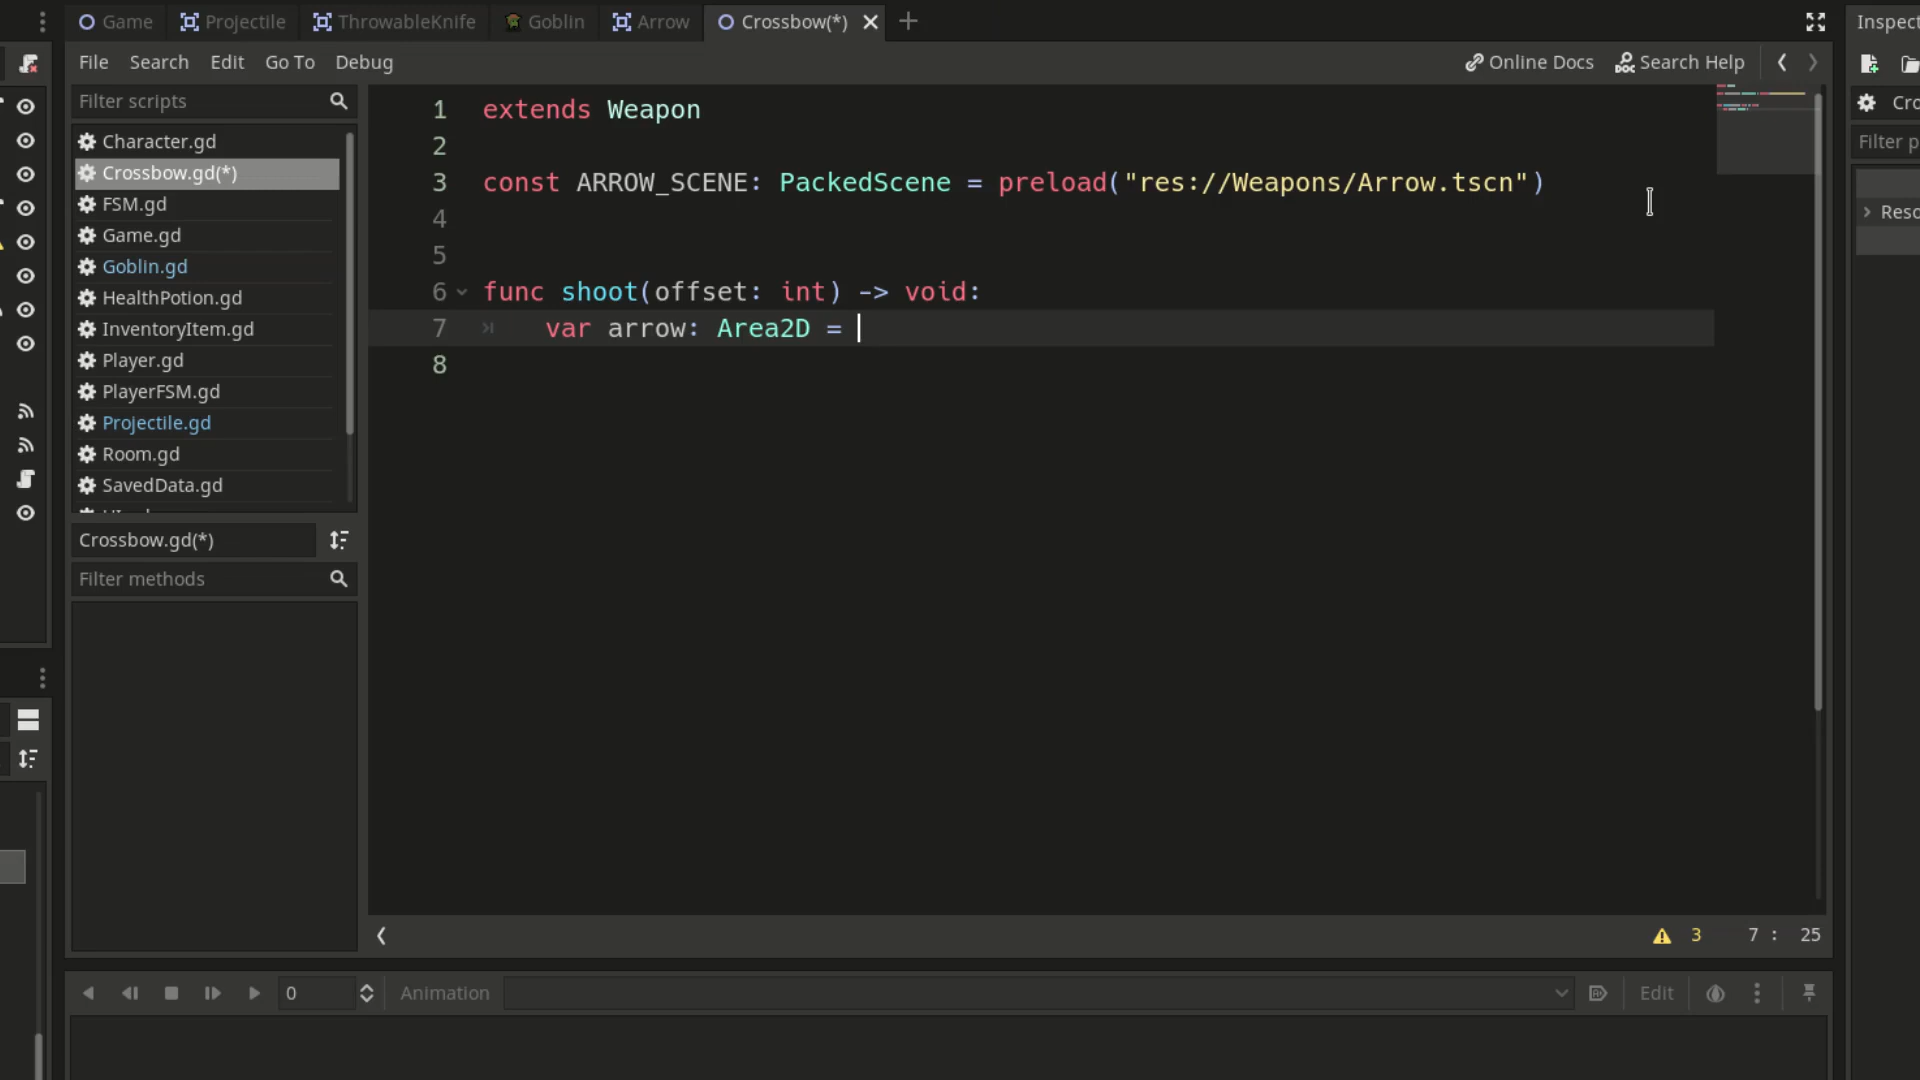 Game Projectile ThrowableKnife Goblin Arrow Crossbow(*)
Inspect
File Search Edit Go To Debug
Online Docs Search Help
Filter scripts
Character.gd
Crossbow.gd(*)
FSM.gd
Game.gd
Goblin.gd
HealthPotion.gd
InventoryItem.gd
Player.gd
PlayerFSM.gd
Projectile.gd
Room.gd
SavedData.gd
Crossbow.gd(*)
Filter methods
1 extends Weapon
2
3 const ARROW_SCENE: PackedScene = preload("res://Weapons/Arrow.tscn")
4
5
6 func shoot(offset: int) -> void:
7 var arrow: Area2D =
8
3 7 : 25
Cro
Filter p
Reso
0 Animation Edit